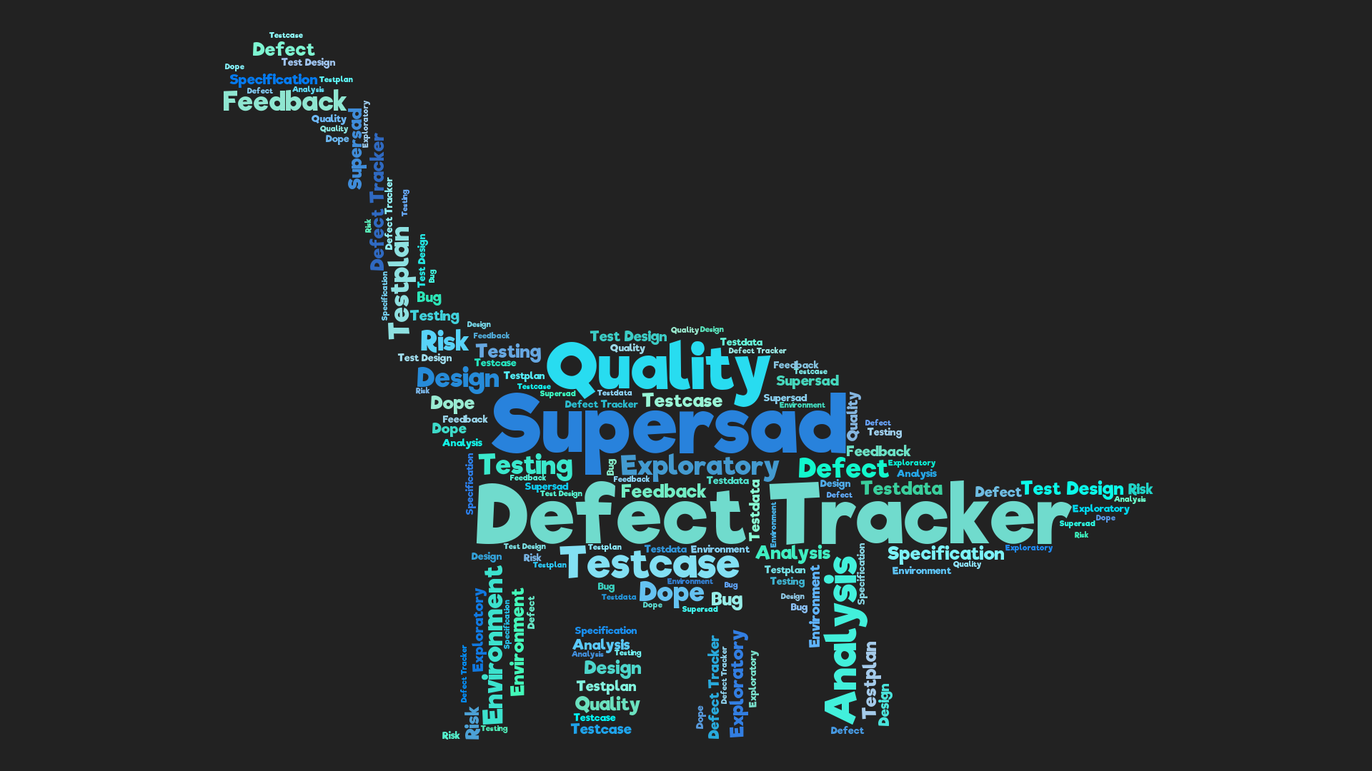 Testcase
Defect
Test Design
Dope
Specification
Testplan
Defect
Analysis
Feedback
Exploratory
Supersad
Quality
Quality
Dope
Defect Tracker
Defect Tracker
Testing
Risk
Testplan
Test Design
Bug
Specification
Bug
Testing
Design
Risk
Feedback
Test Design
Quality
Design
Testing
Quality
Testdata
Defect Tracker
Test Design
Testcase
Quality
Feedback
Testcase
Design
Testplan
Supersad
Risk
Testcase
Supersad
Testdata
Dope
Defect Tracker
Testcase
Supersad
Environment
Quality
Supersad
Feedback
Dope
Defect
Testing
Analysis
Feedback
Testing
Bug
Exploratory
Defect
Exploratory
Analysis
Specification
Feedback
Feedback
Testdata
Supersad
Test Design
Feedback
Testdata
Design
Defect
Testdata
Defect
Test Design
Risk
Analysis
Defect Tracker
Environment
Exploratory
Dope
Supersad
Risk
Test Design
Testplan
Testdata
Environment
Analysis
Specification
Exploratory
Design
Risk
Testplan
Testcase
Quality
Environment
Testplan
Testing
Environment
Analysis
Specification
Bug
Environment
Bug
Testdata
Dope
Dope
Bug
Supersad
Design
Bug
Environment
Exploratory
Specification
Environment
Defect
Specification
Analysis
Analysis
Testing
Design
Testplan
Quality
Testcase
Testcase
Defect Tracker
Risk
Risk
Testing
Dope
Defect Tracker
Defect Tracker
Exploratory
Exploratory
Testplan
Design
Defect